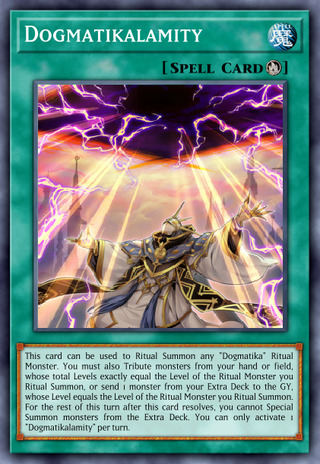 Dogmatikalamity
魔
[Spell Card]
This card can be used to Ritual Summon any "Dogmatika" Ritual
Monster. You must also Tribute monsters from your hand or field,
whose total Levels exactly equal the Level of the Ritual Monster you
Ritual Summon, or send 1 monster from your Extra Deck to the GY,
whose Level equals the Level of the Ritual Monster you Ritual Summon.
For the rest of this turn after this card resolves, you cannot Special
Summon monsters from the Extra Deck. You can only activate 1
"Dogmatikalamity" per turn.